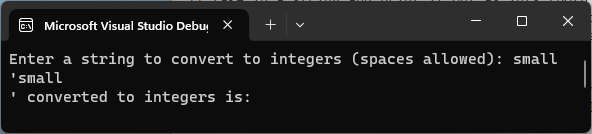 Microsoft Visual Studio Debu
Enter a string to convert to integers (spaces allowed): small
'small
' converted to integers is: